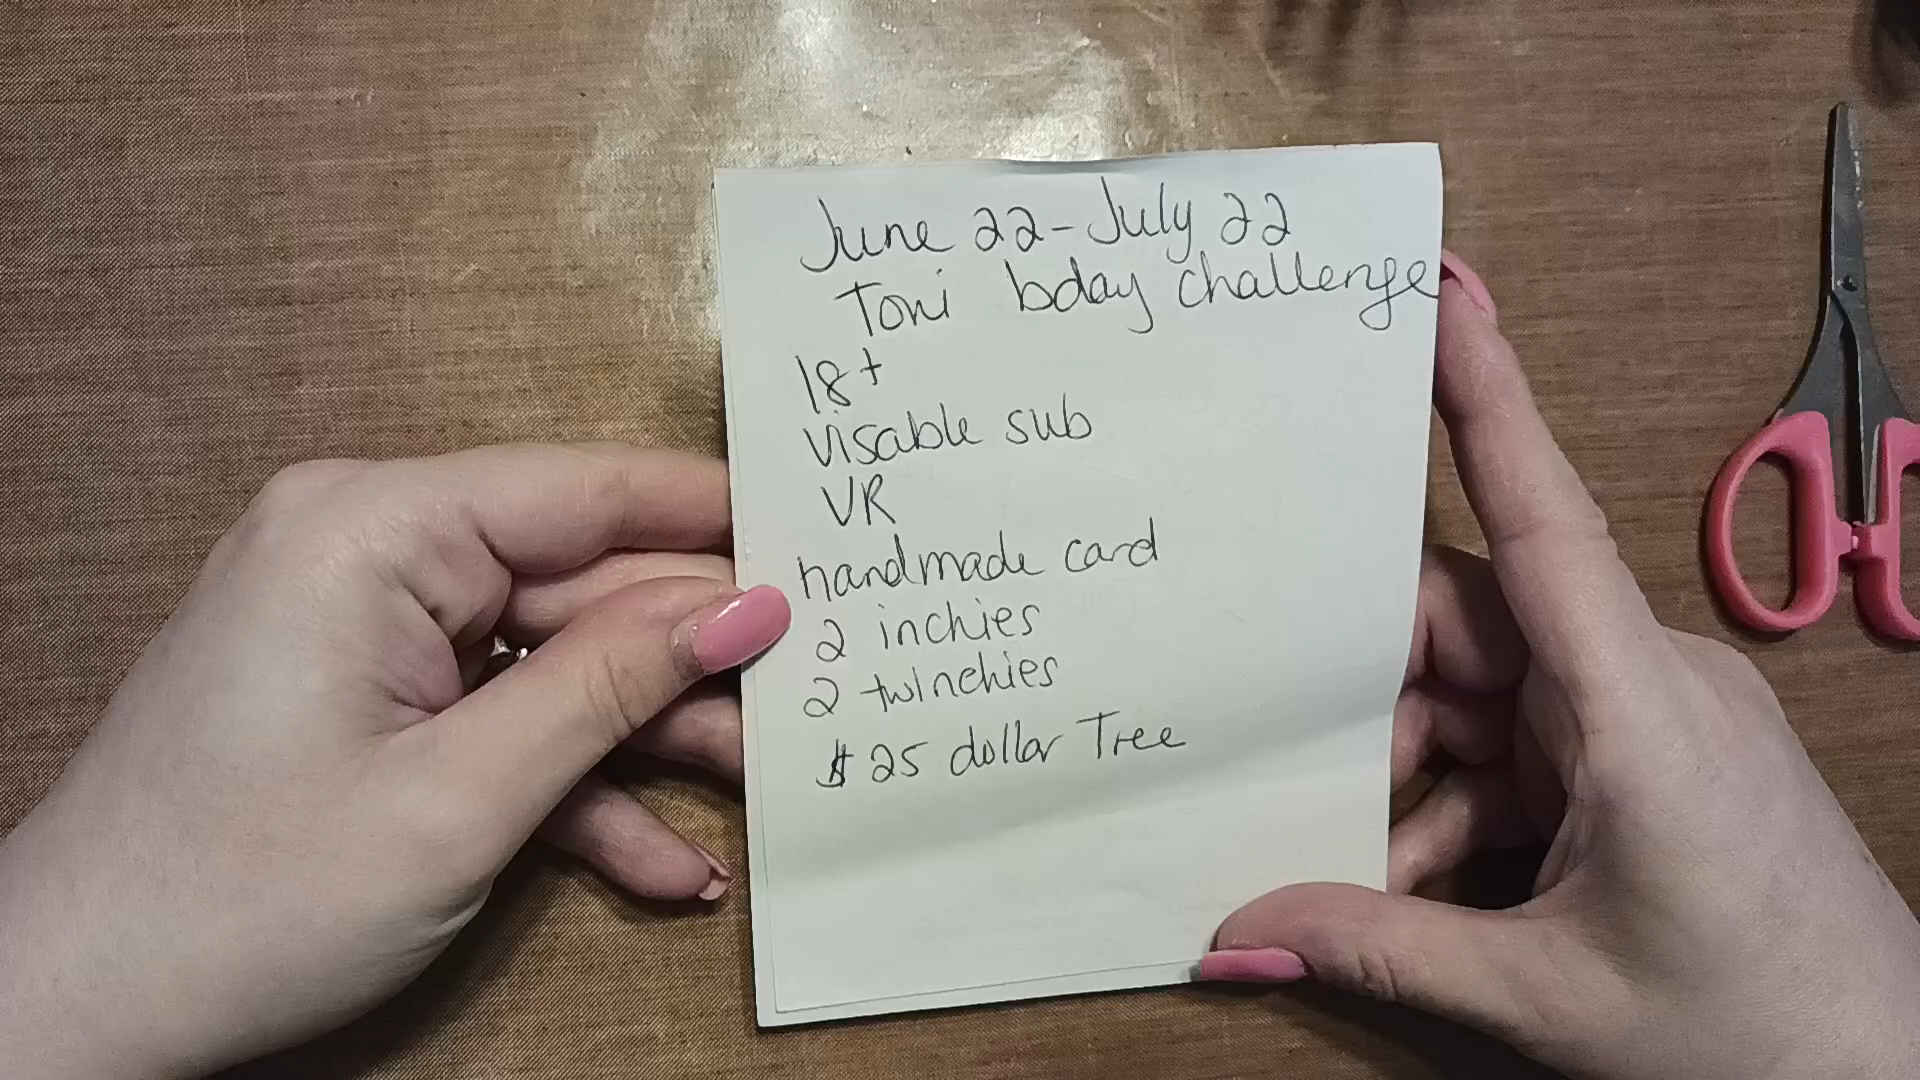 June 22-July 22
Toni bday challenge
18+
visable sub
VR
handmade card
2 inchies
2 twinchies
$25 dollar Tree